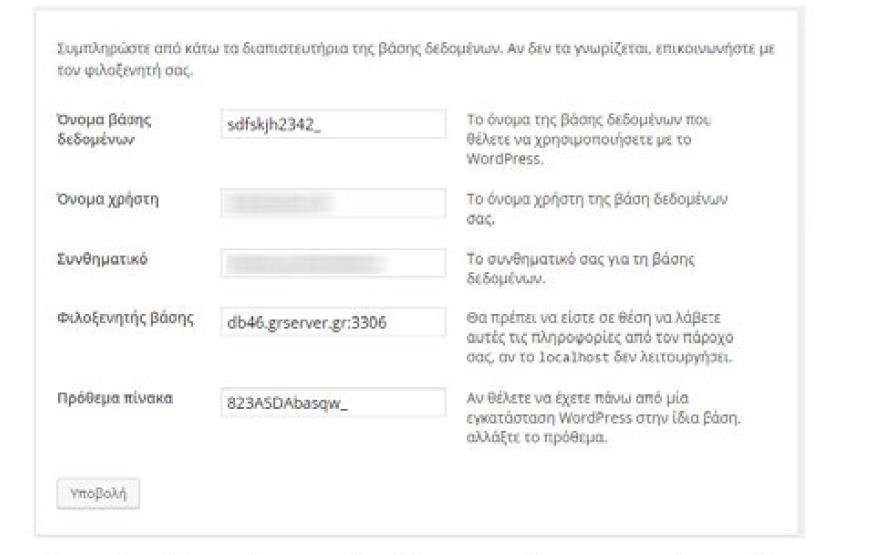 Συμπληρώστε από κάτω τα διαπιστευτήρια της βάσης δεδομένων. Αν δεν τα γνωρίζεται, επικοινωνήστε με
τον φιλοξενητή σας.
Όνομα βάσης
δεδομένων
sdfskjh2342_
Το όνομα της βάσης δεδομένων που
θέλετε να χρησιμοποιήσετε με το
WordPress.
Όνομα χρήστη
Το όνομα χρήστη της βάση δεδομένων
σας.
Συνθηματικό
Το συνθηματικό σας για τη βάσης
δεδομένων.
Φιλοξενητής βάσης
db46.grserver.gr:3306
Θα πρέπει να είστε σε θέση να λάβετε
αυτές τις πληροφορίες από τον πάροχο
σας, αν το localhost δεν λειτουργήσει.
Πρόθεμα πίνακα
823ASDAbasqw_
Αν θέλετε να έχετε πάνω από μία
εγκατάσταση WordPress στην ίδια βάση,
αλλάξτε το πρόθεμα.
Υποβολή